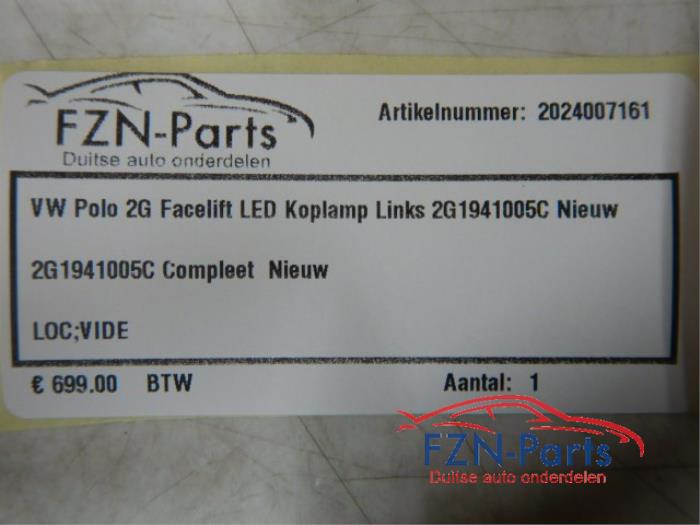 FZN-Parts
Duitse auto onderdelen
Artikelnummer: 2024007161
VW Polo 2G Facelift LED Koplamp Links 2G1941005C Nieuw
2G1941005C Compleet Nieuw
LOC;VIDE
€ 699.00 BTW
Aantal: 1
FZN-Parts
Duitse auto onderdelen